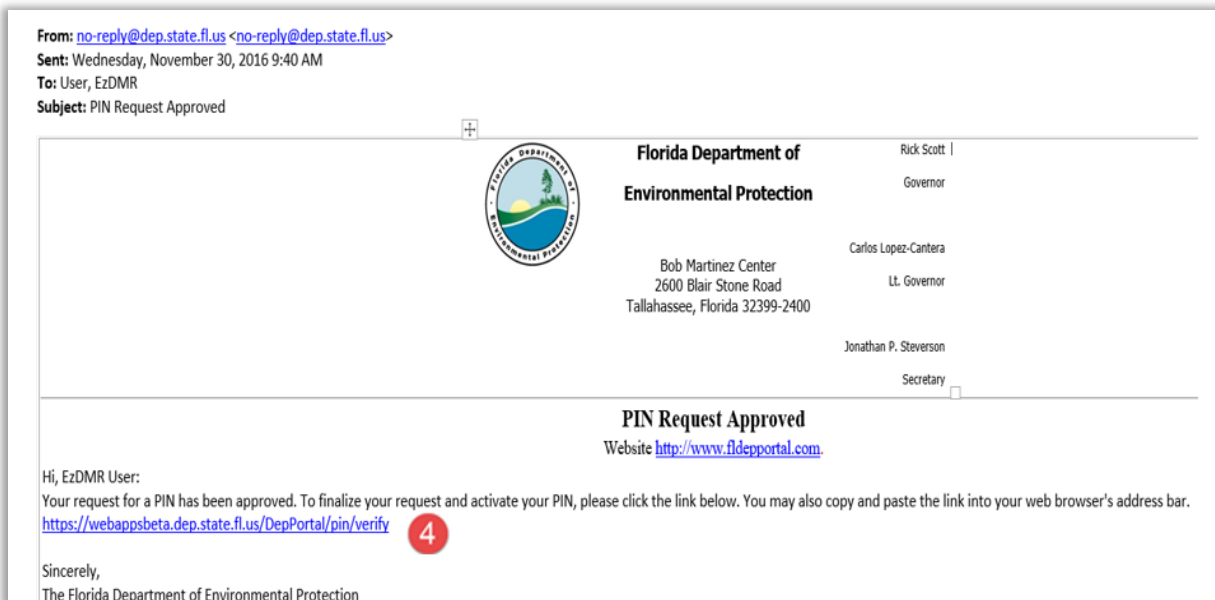 From: no-reply@dep.state.fl.us <no-reply@dep.state.fl.us>
Sent: Wednesday, November 30, 2016 9:40 AM
To: User, EzDMR
Subject: PIN Request Approved
Florida Department of Environmental Protection
Florida Department of
Environmental Protection
Bob Martinez Center
2600 Blair Stone Road
Tallahassee, Florida 32399-2400
Rick Scott
Governor
Carlos Lopez-Cantera
Lt. Governor
Jonathan P. Steverson
Secretary
PIN Request Approved
Website http://www.fldepportal.com.
Hi, EzDMR User:
Your request for a PIN has been approved. To finalize your request and activate your PIN, please click the link below. You may also copy and paste the link into your web browser's address bar.
https://webappsbeta.dep.state.fl.us/DepPortal/pin/verify 4
Sincerely,
The Florida Department of Environmental Protection